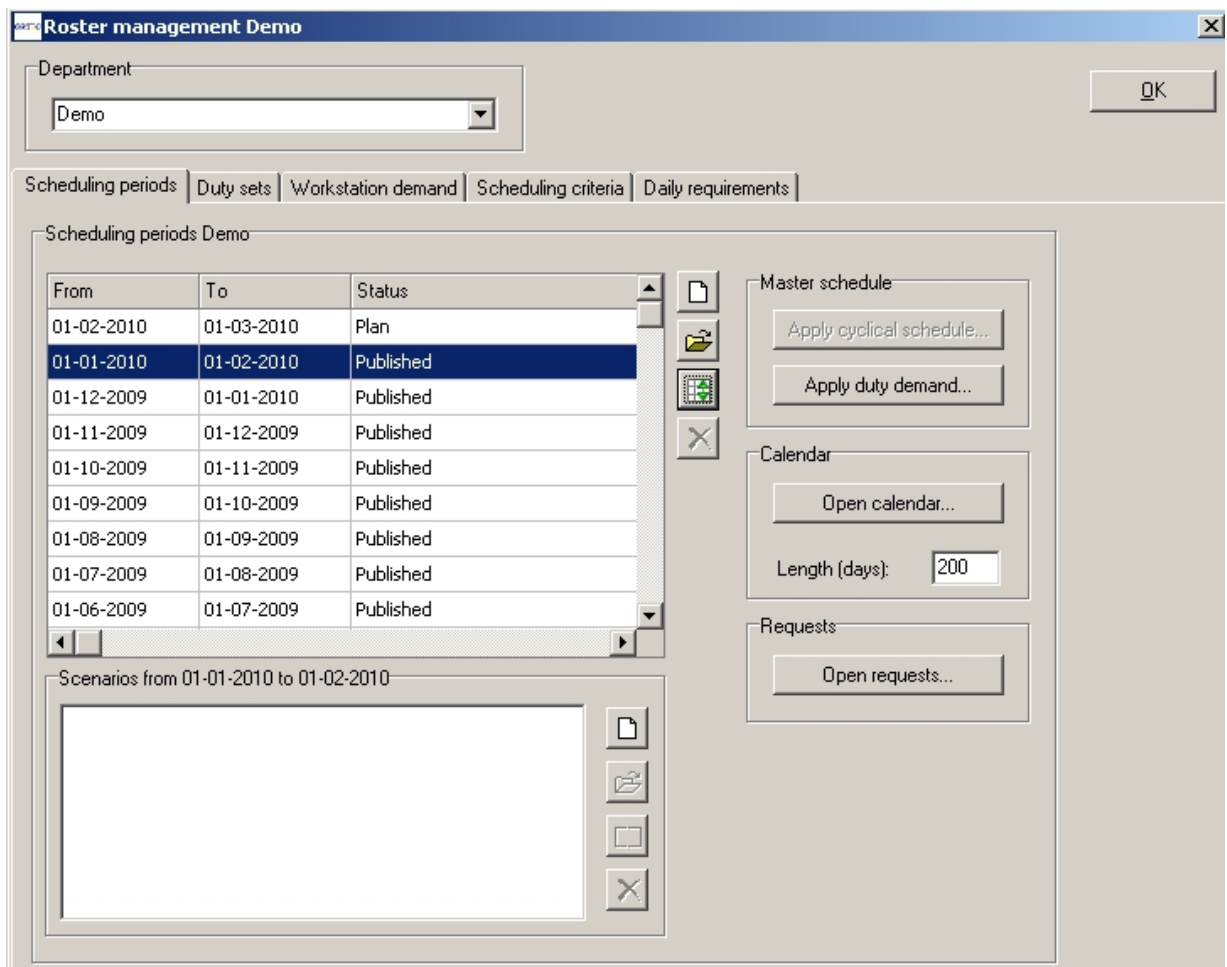 Roster management Demo
Department
Demo
OK
Scheduling periods Duty sets Workstation demand Scheduling criteria Daily requirements
Scheduling periods Demo
From To Status
01-02-2010 01-03-2010 Plan
01-01-2010 01-02-2010 Published
01-12-2009 01-01-2010 Published
01-11-2009 01-12-2009 Published
01-10-2009 01-11-2009 Published
01-09-2009 01-10-2009 Published
01-08-2009 01-09-2009 Published
01-07-2009 01-08-2009 Published
01-06-2009 01-07-2009 Published
Master schedule
Apply cyclical schedule...
Apply duty demand...
Calendar
Open calendar...
Length (days): 200
Requests
Open requests...
Scenarios from 01-01-2010 to 01-02-2010